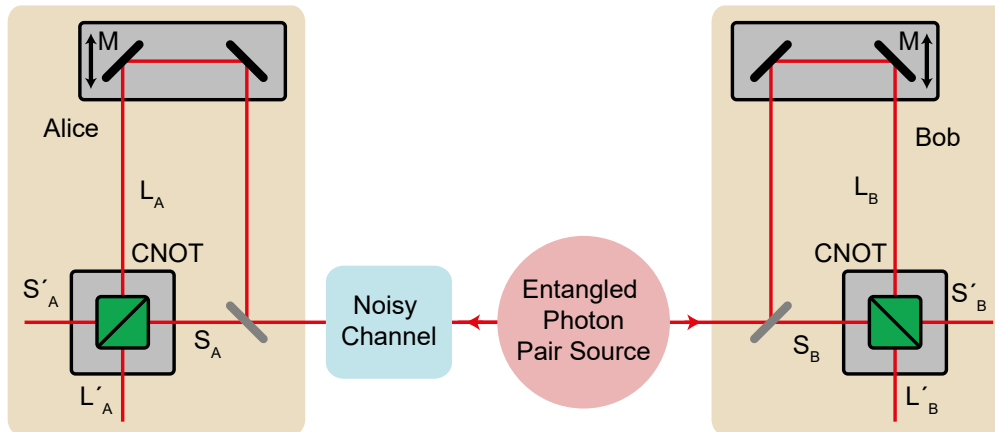 M
Alice
L_A
CNOT
S´_A
S_A
L´_A
Noisy
Channel
Entangled
Photon
Pair Source
M
Bob
L_B
CNOT
S´_B
S_B
L´_B